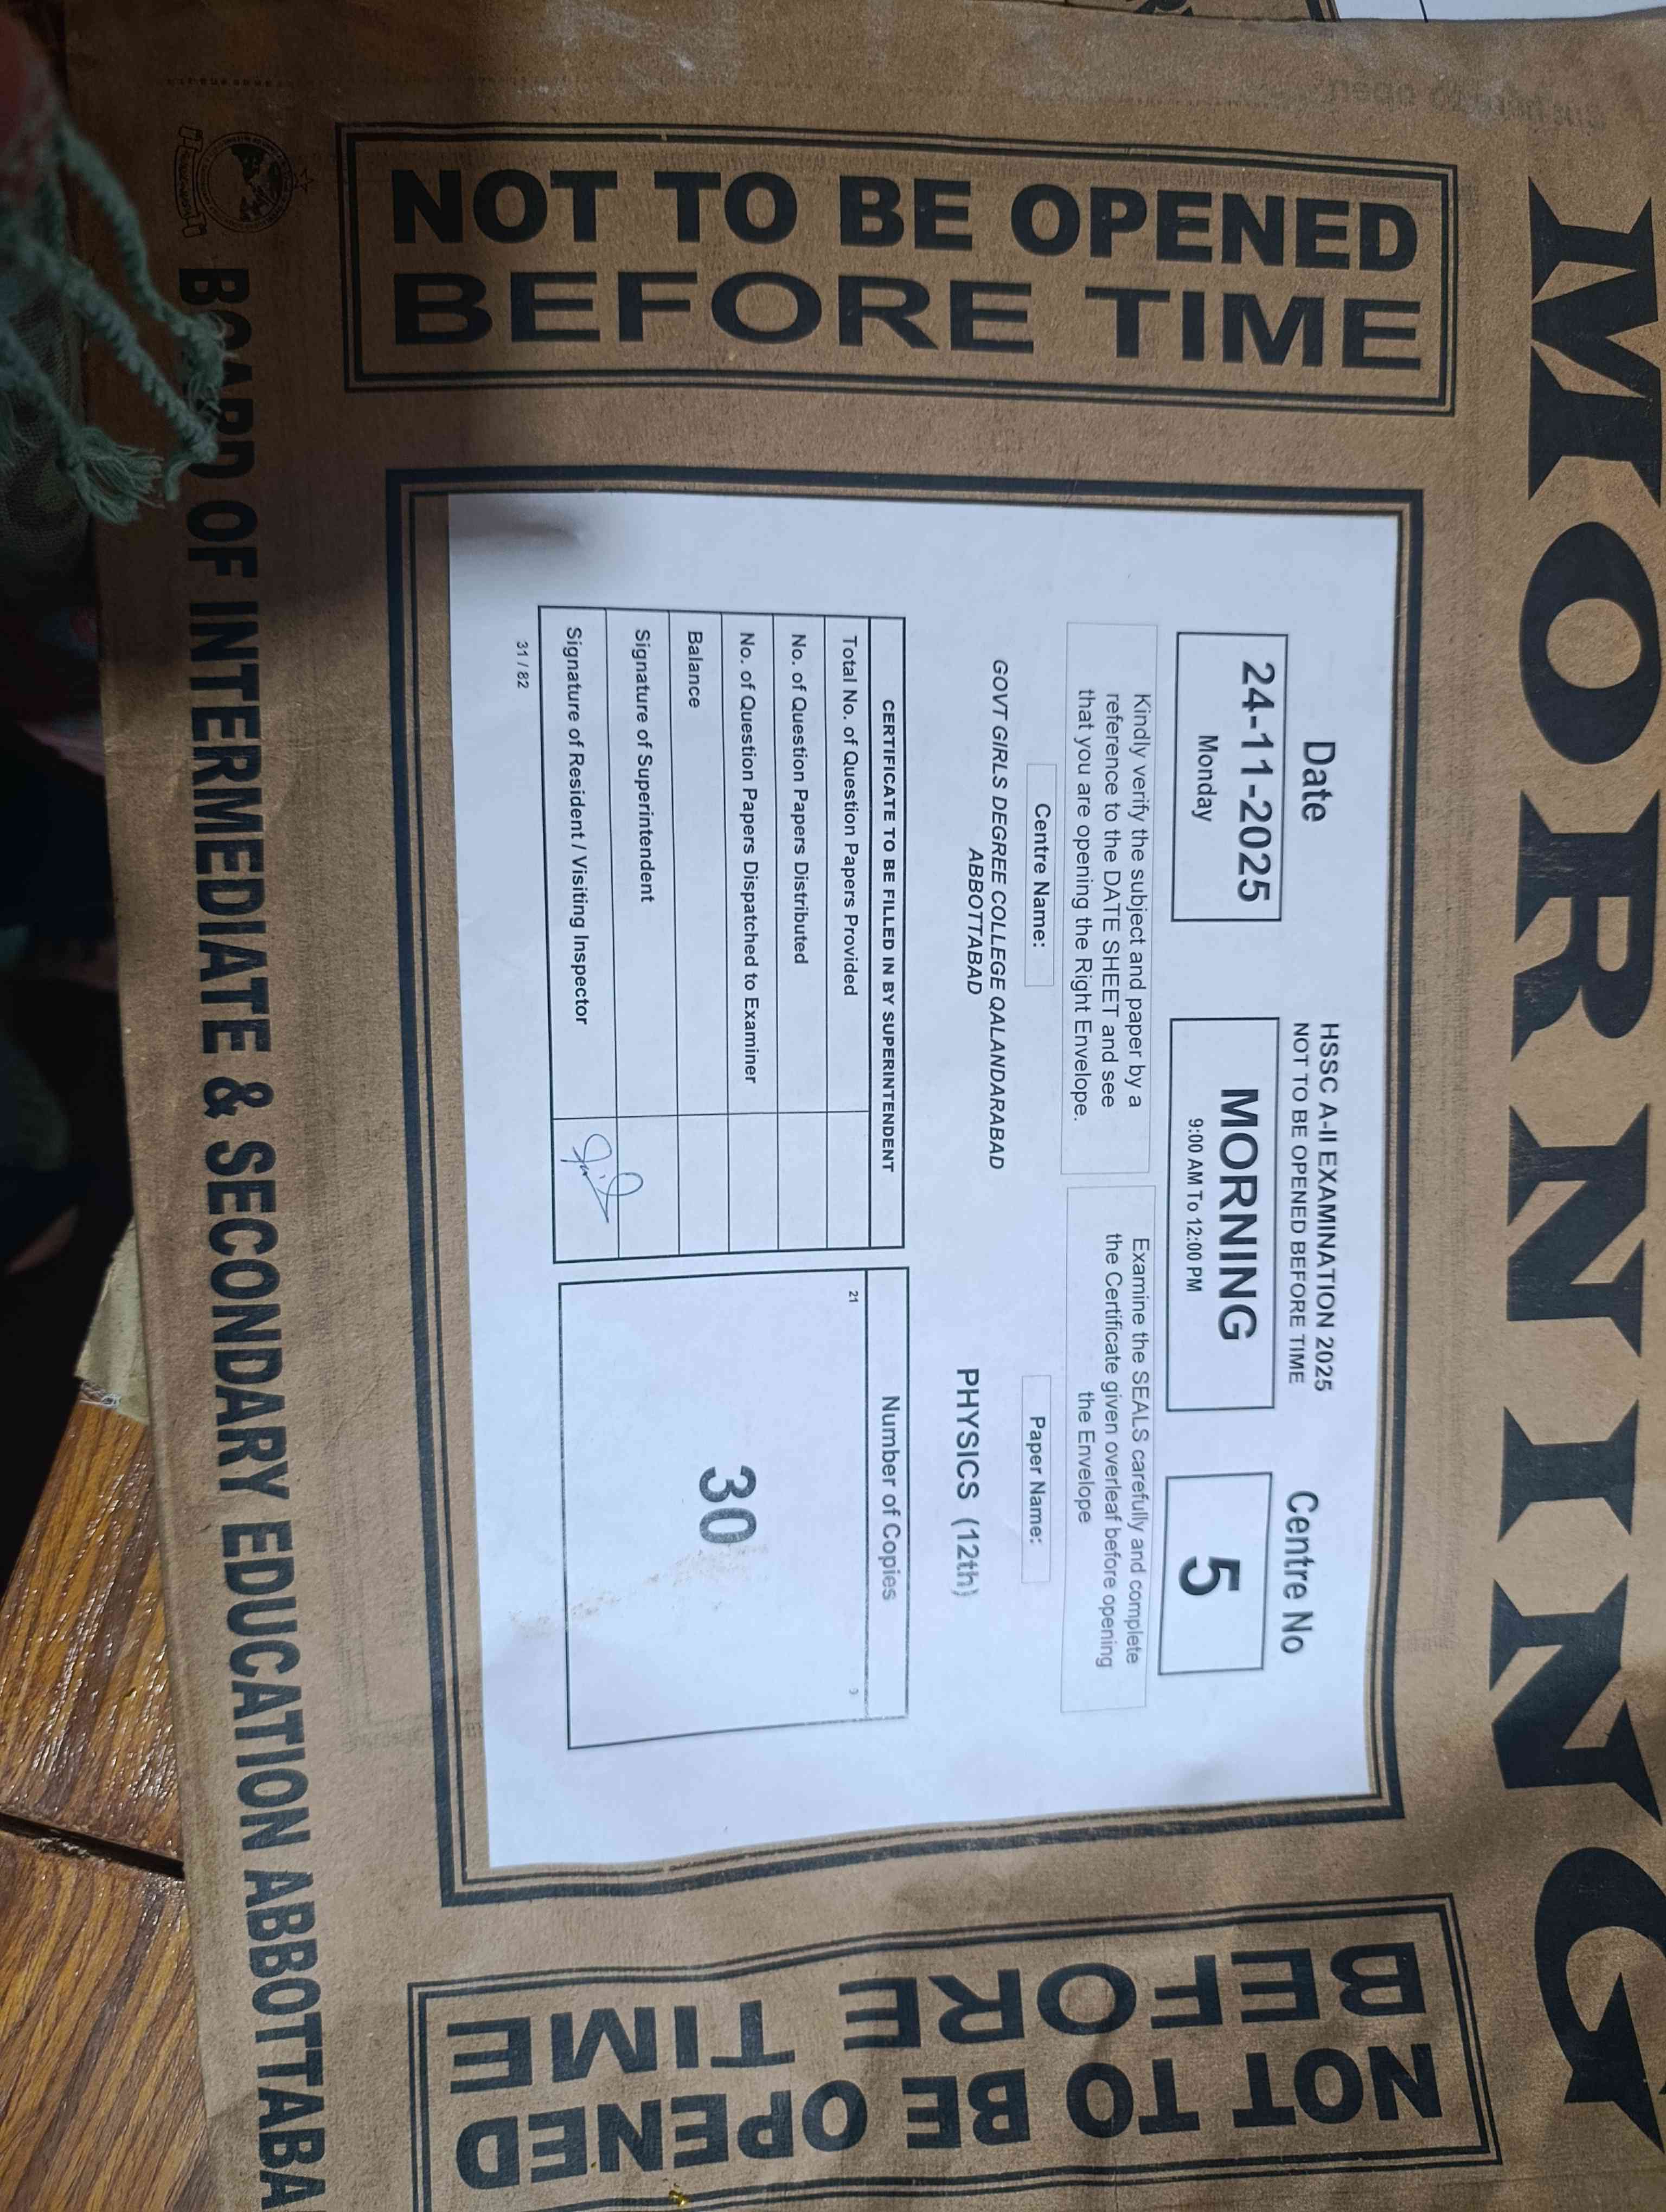 MORNING
NOT TO BE OPENED
BEFORE TIME
Date
24-11-2025
Monday
HSSC A-II EXAMINATION 2025
NOT TO BE OPENED BEFORE TIME
MORNING
9:00 AM To 12:00 PM
Centre No
5
Kindly verify the subject and paper by a
reference to the DATE SHEET and see
that you are opening the Right Envelope.
Examine the SEALS carefully and complete
the Certificate given overleaf before opening
the Envelope
Centre Name:
GOVT GIRLS DEGREE COLLEGE QALANDARABAD
ABBOTTABAD
Paper Name:
PHYSICS (12th)
CERTIFICATE TO BE FILLED IN BY SUPERINTENDENT
Total No. of Question Papers Provided
No. of Question Papers Distributed
No. of Question Papers Dispatched to Examiner
Balance
Signature of Superintendent
Signature of Resident / Visiting Inspector
Number of Copies
21
30
31 / 82
NOT TO BE OPENED
BEFORE TIME
BOARD OF INTERMEDIATE & SECONDARY EDUCATION ABBOTTABA